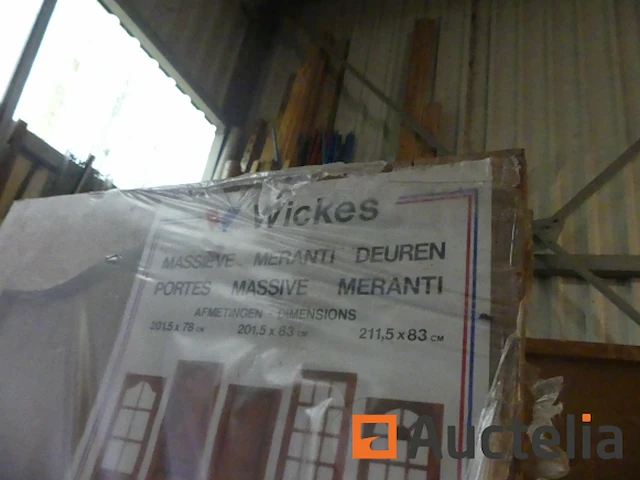 Wickes
MASSIEVE MERANTI DEUREN
PORTES MASSIVE MERANTI
AFMETINGEN - DIMENSIONS
201.5 x 78 CM 201.5 x 83 CM 211,5 x 83 CM
Auctelia